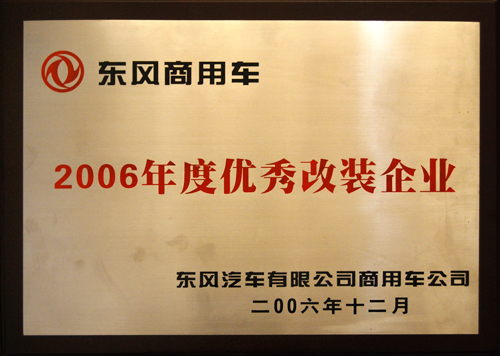 东风商用车
2006年度优秀改装企业
东风汽车有限公司商用车公司
二00六年十二月